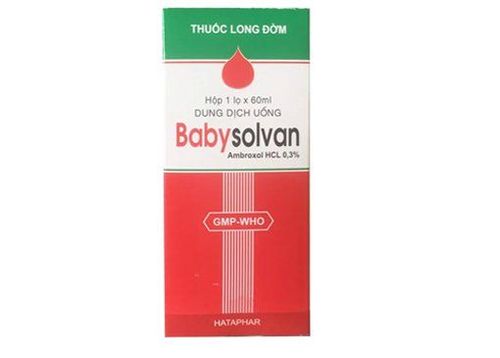 THUỐC LONG ĐỜM
Hộp 1 lọ x 60ml
DUNG DỊCH UỐNG
Babysolvan
Ambroxol HCL 0,3%
GMP-WHO
HATAPHAR